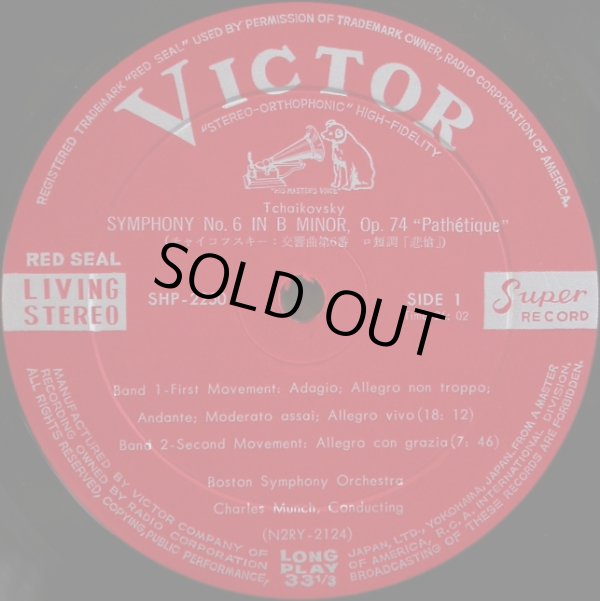 REGISTERED TRADEMARK "RED SEAL" USED BY PERMISSION OF TRADEMARK OWNER, RADIO CORPORATION OF AMERICA.
VICTOR
"STEREO-ORTHOPHONIC" HIGH-FIDELITY
"HIS MASTER'S VOICE"
Tchaikovsky
SYMPHONY No. 6 IN B MINOR, Op. 74 "Pathétique"
(チャイコフスキー：交響曲第6番 ロ短調「悲愴」)
RED SEAL
LIVING STEREO
SHP-22
SIDE 1
02
Super RECORD
SOLD OUT
Band 1-First Movement: Adagio; Allegro non troppo;
Andante; Moderato assai; Allegro vivo (18: 12)
Band 2-Second Movement: Allegro con grazia (7: 46)
Boston Symphony Orchestra
Charles Munch, Conducting
(N2RY-2124)
LONG PLAY 33 1/3
MANUFACTURED BY VICTOR COMPANY OF JAPAN, LTD., YOKOHAMA, JAPAN. FROM A MASTER
RECORDING OWNED BY RADIO CORPORATION OF AMERICA, R.C.A. INTERNATIONAL DIVISION,
ALL RIGHTS RESERVED, COPYING, PUBLIC PERFORMANCE, BROADCASTING OF THESE RECORDS ARE FORBIDDEN.